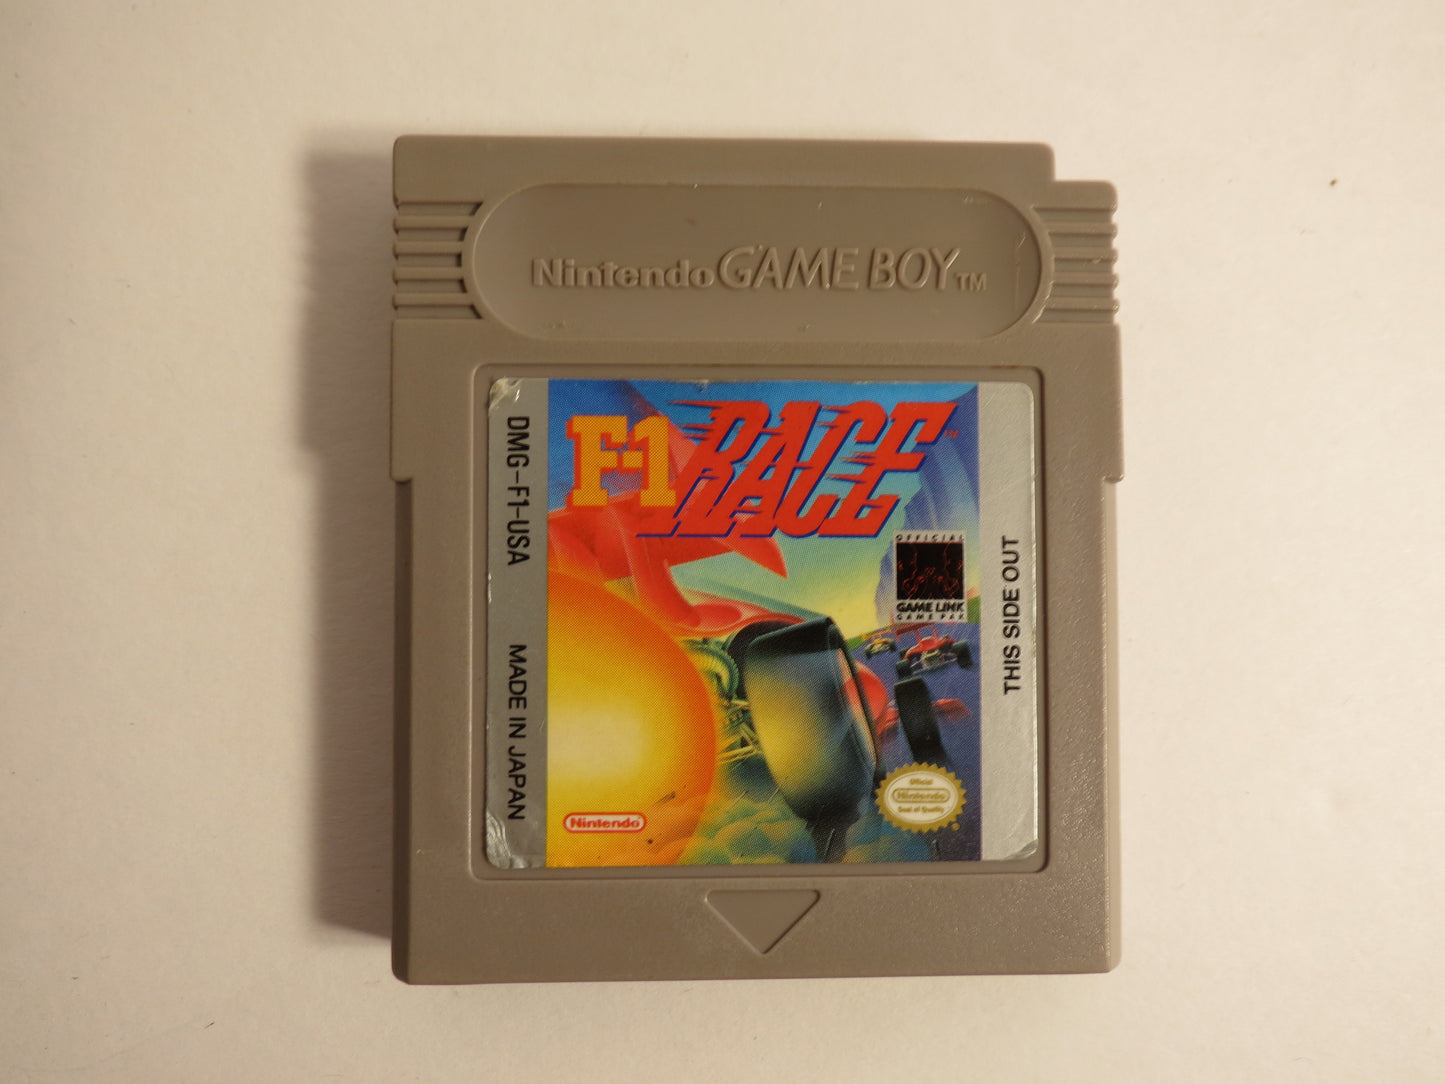 Nintendo GAME BOY TM
DMG-F1-USA
MADE IN JAPAN
F-1 RACE TM
OFFICIAL
GAME LINK
GAME PAK
THIS SIDE OUT
Nintendo
Official
Nintendo
Seal of Quality